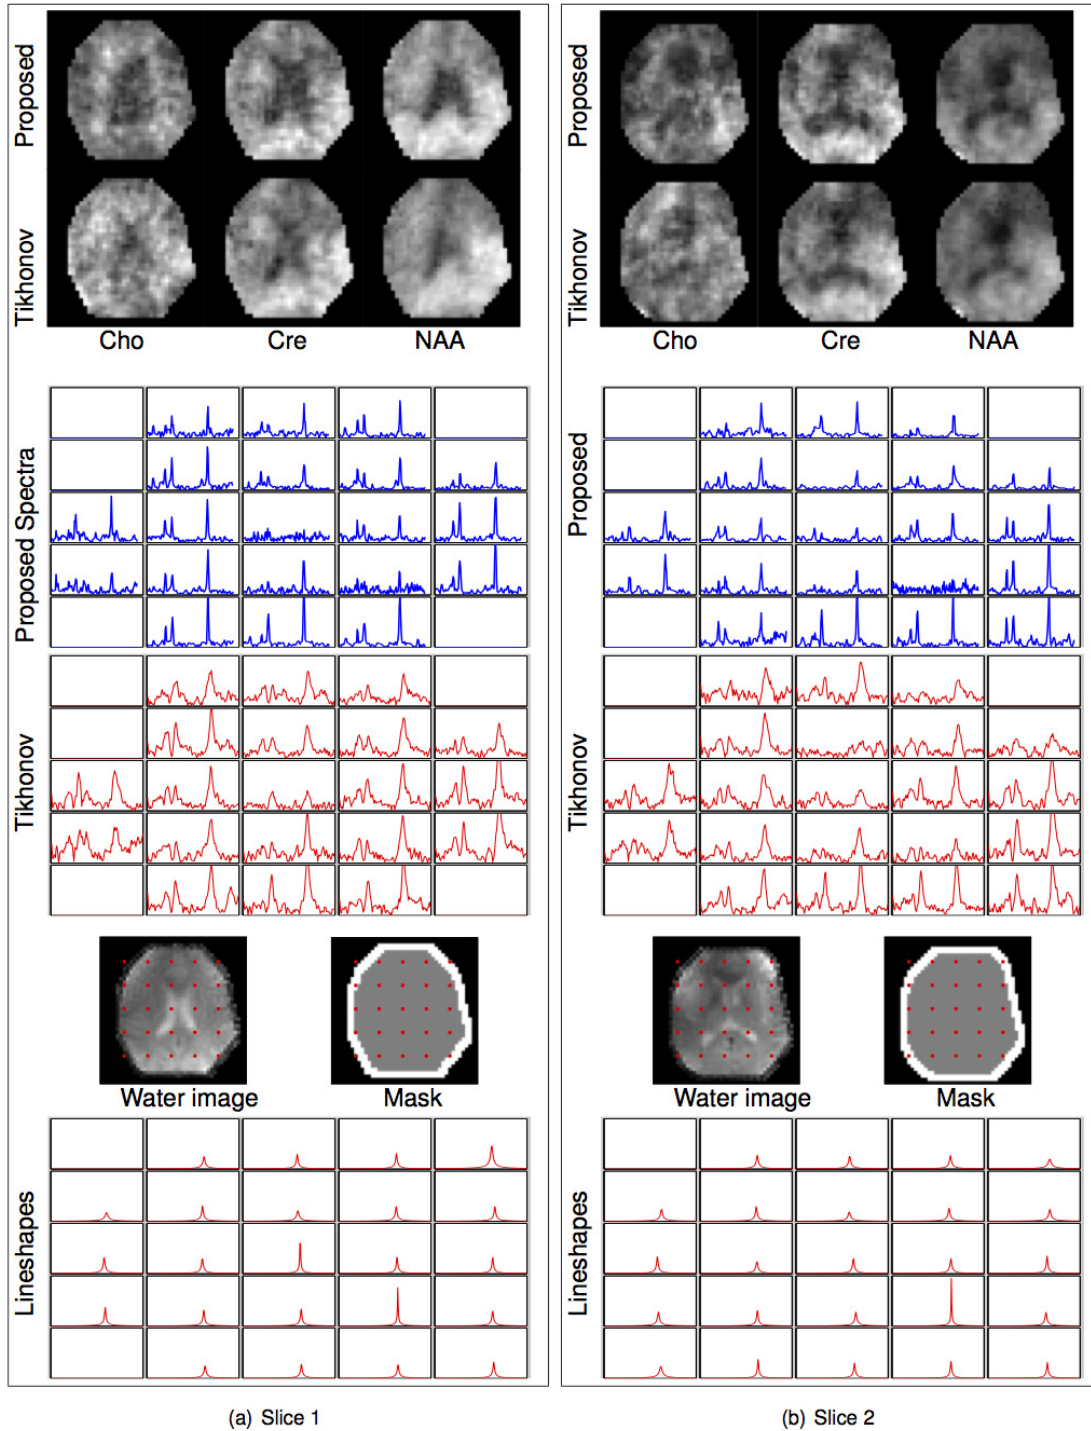 Proposed
Tikhonov
Cho Cre NAA
Proposed Spectra
Tikhonov
Water image Mask
Lineshapes
(a) Slice 1
Proposed
Tikhonov
Cho Cre NAA
Proposed
Tikhonov
Water image Mask
Lineshapes
(b) Slice 2